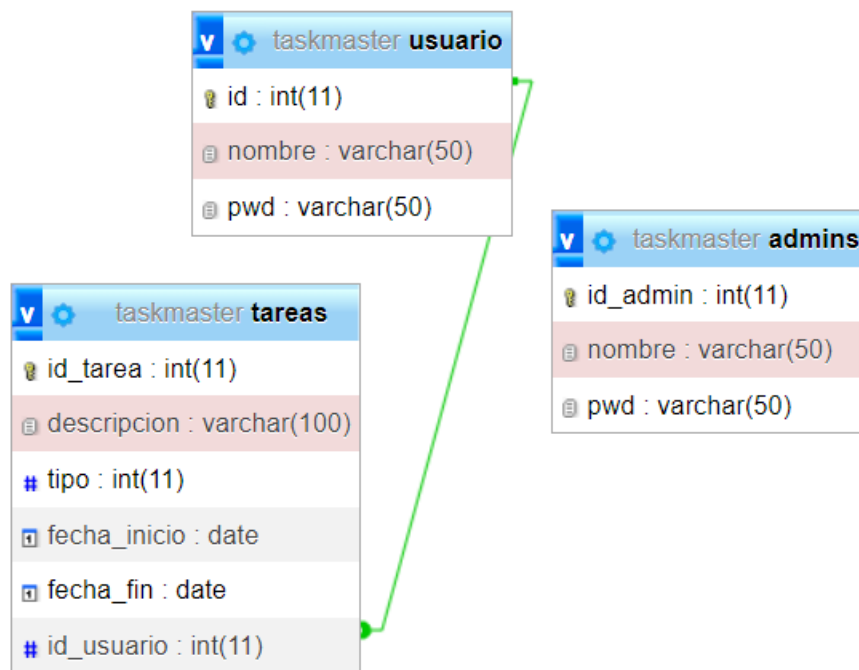 v taskmaster usuario
id : int(11)
nombre : varchar(50)
pwd : varchar(50)
v taskmaster admins
id_admin : int(11)
nombre : varchar(50)
pwd : varchar(50)
v taskmaster tareas
id_tarea : int(11)
descripcion : varchar(100)
# tipo : int(11)
fecha_inicio : date
fecha_fin : date
# id_usuario : int(11)